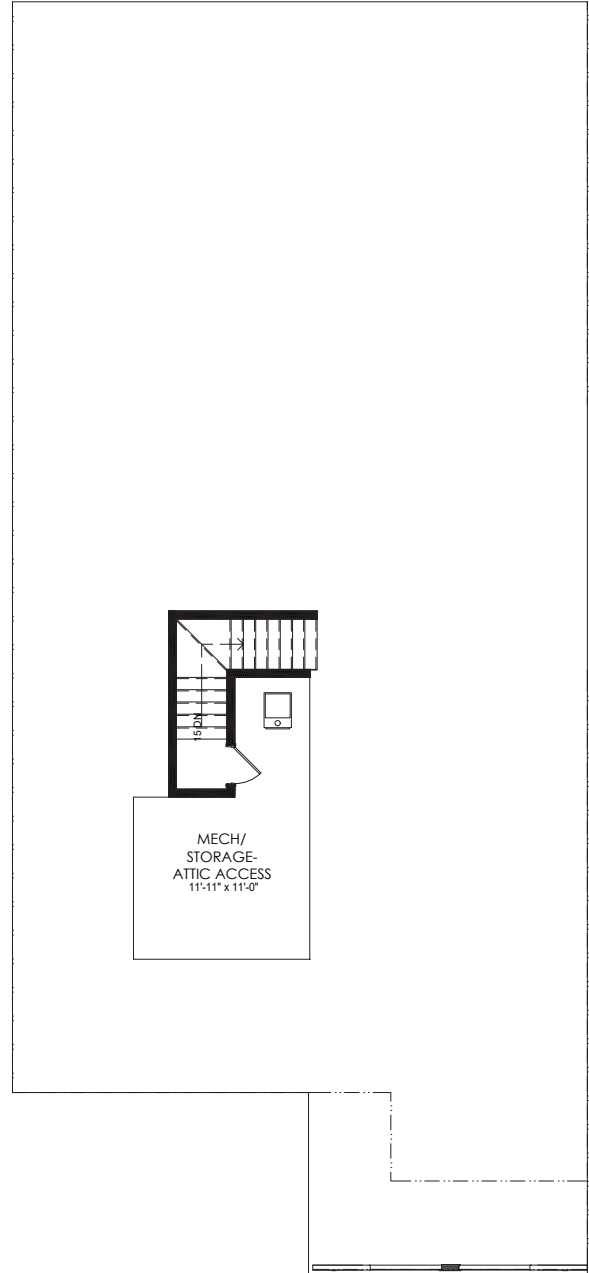 15 DN
MECH/
STORAGE-
ATTIC ACCESS
11'-11" x 11'-0"